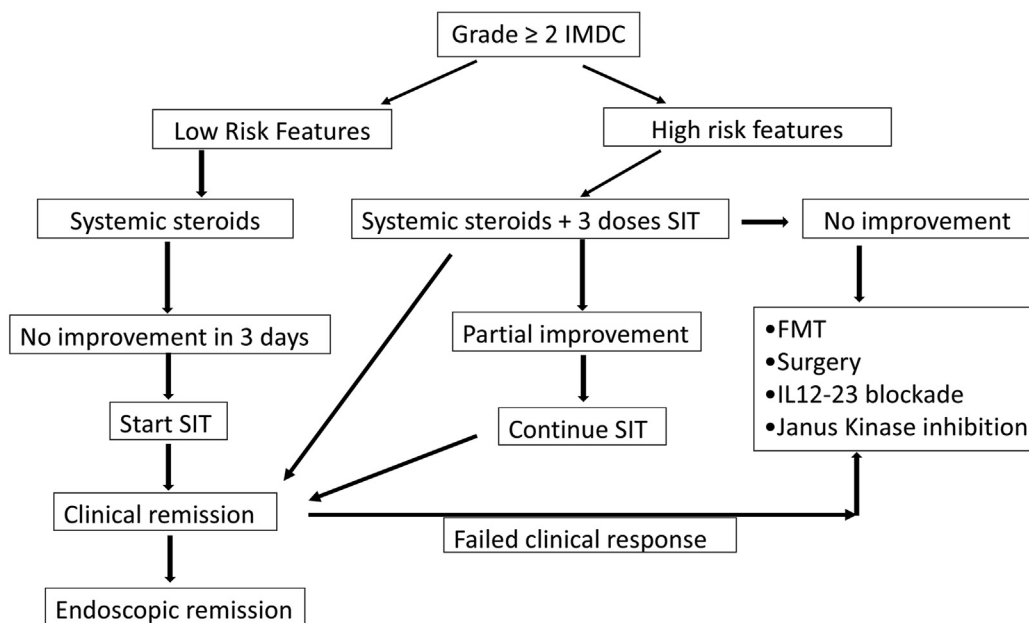 Grade ≥ 2 IMDC
Low Risk Features
High risk features
Systemic steroids
Systemic steroids + 3 doses SIT
No improvement
No improvement in 3 days
Partial improvement
•FMT
•Surgery
•IL12-23 blockade
•Janus Kinase inhibition
Start SIT
Continue SIT
Clinical remission
Failed clinical response
Endoscopic remission